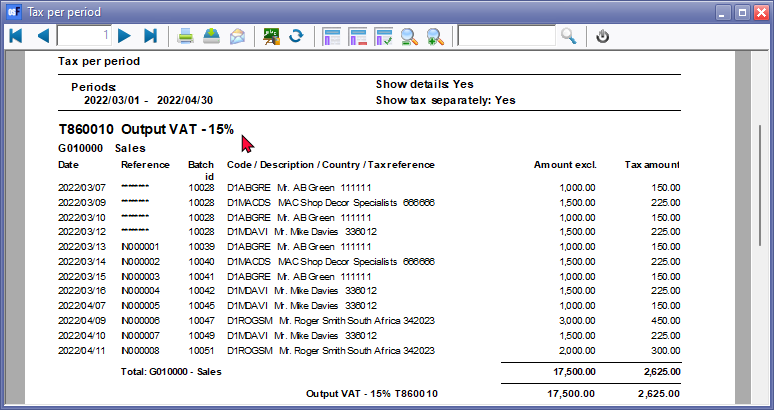 Tax per period
1
Tax per period
Periods:
Show details: Yes
2022/03/01 - 2022/04/30
Show tax separately: Yes
T860010 Output VAT - 15%
G010000 Sales
Date Reference Batch id Code / Description / Country / Tax reference Amount excl. Tax amount
2022/03/07 ******** 10028 D1ABGRE Mr. AB Green 111111 1,000.00 150.00
2022/03/09 ******** 10028 D1MACDS MAC Shop Decor Specialists 666666 1,500.00 225.00
2022/03/10 ******** 10028 D1ABGRE Mr. AB Green 111111 1,000.00 150.00
2022/03/12 ******** 10028 D1MDAVI Mr. Mike Davies 336012 1,500.00 225.00
2022/03/13 IN000001 10039 D1ABGRE Mr. AB Green 111111 1,000.00 150.00
2022/03/14 IN000002 10040 D1MACDS MAC Shop Decor Specialists 666666 1,500.00 225.00
2022/03/15 IN000003 10041 D1ABGRE Mr. AB Green 111111 1,000.00 150.00
2022/03/16 IN000004 10042 D1MDAVI Mr. Mike Davies 336012 1,500.00 225.00
2022/04/07 IN000005 10045 D1MDAVI Mr. Mike Davies 336012 1,000.00 150.00
2022/04/09 IN000006 10047 D1ROGSM Mr. Roger Smith South Africa 342023 3,000.00 450.00
2022/04/10 IN000007 10049 D1MDAVI Mr. Mike Davies 336012 1,500.00 225.00
2022/04/11 IN000008 10051 D1ROGSM Mr. Roger Smith South Africa 342023 2,000.00 300.00
Total: G010000 - Sales 17,500.00 2,625.00
Output VAT - 15% T860010 17,500.00 2,625.00